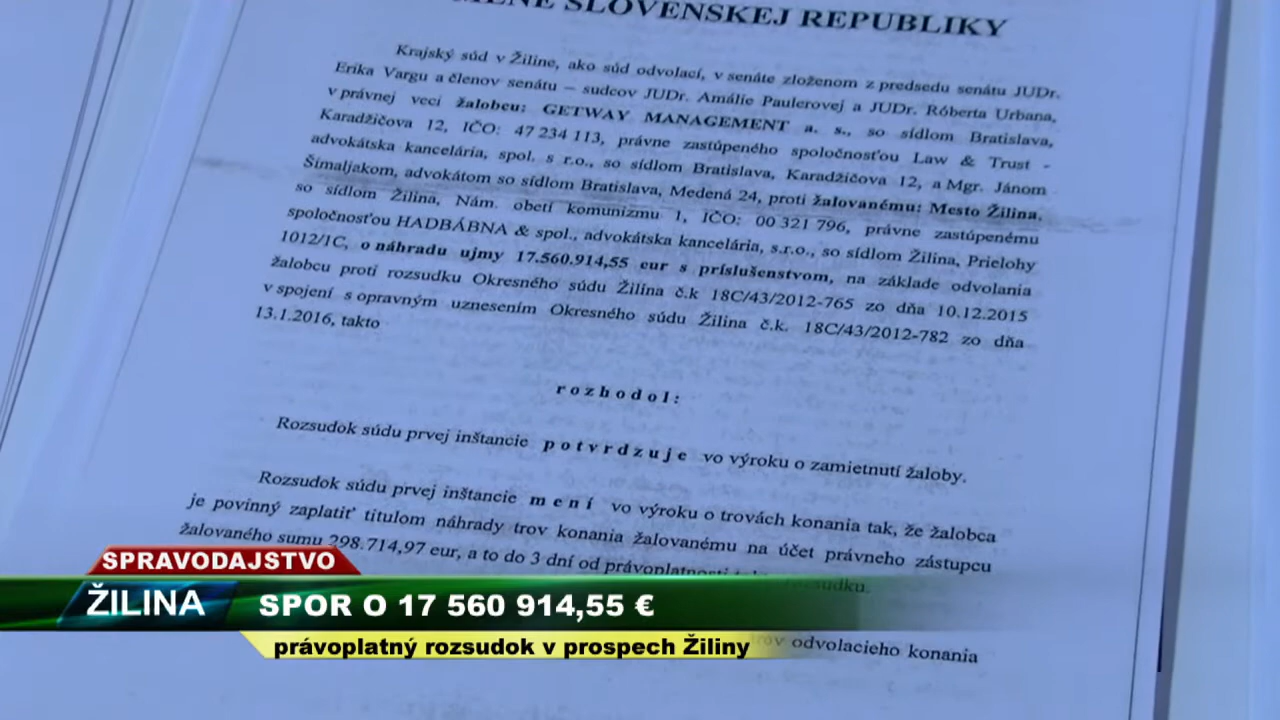 SLOVENSKEJ REPUBLIKY
Krajský súd v Žiline, ako súd odvolací, v senáte zloženom z predsedu senátu JUDr.
Erika Vargu a členov senátu – sudcov JUDr. Amálie Paulerovej a JUDr. Róberta Urbana,
v právnej veci žalobcu: GETWAY MANAGEMENT a. s., so sídlom Bratislava,
Karadžičova 12, IČO: 47 234 113, právne zastúpeného spoločnosťou Law & Trust -
advokátska kancelária, spol. s r.o., so sídlom Bratislava, Karadžičova 12, a Mgr. Jánom
Šimaljakom, advokátom so sídlom Bratislava, Medená 24, proti žalovanému: Mesto Žilina,
so sídlom Žilina, Nám. obetí komunizmu 1, IČO: 00 321 796, právne zastúpenému
spoločnosťou HADBÁBNA & spol., advokátska kancelária, s.r.o., so sídlom Žilina, Prielohy
1012/1C, o náhradu ujmy 17.560.914,55 eur s príslušenstvom, na základe odvolania
žalobcu proti rozsudku Okresného súdu Žilina č.k 18C/43/2012-765 zo dňa 10.12.2015
v spojení s opravným uznesením Okresného súdu Žilina č.k. 18C/43/2012-782 zo dňa
13.1.2016, takto
rozhodol:
Rozsudok súdu prvej inštancie potvrdzuje vo výroku o zamietnutí žaloby.
Rozsudok súdu prvej inštancie mení vo výroku o trovách konania tak, že žalobca
je povinný zaplatiť titulom náhrady trov konania žalovanému na účet právneho zástupcu
žalovaného sumu 298.714,97 eur, a to do 3 dní od právoplatnosti rozsudku.
odvolacieho konania
SPRAVODAJSTVO
ŽILINA
SPOR O 17 560 914,55 €
právoplatný rozsudok v prospech Žiliny